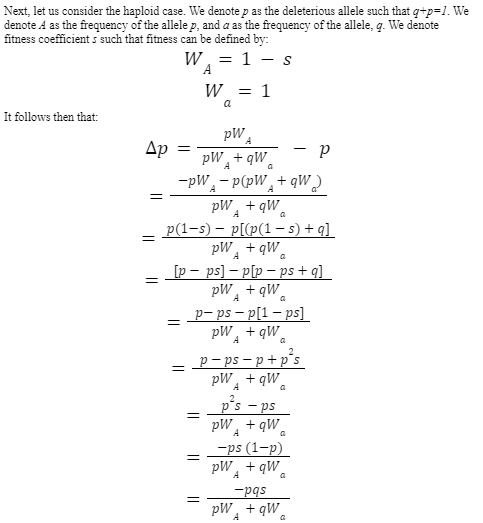 Next, let us consider the haploid case. We denote p as the deleterious allele such that q+p=1. We
denote A as the frequency of the allele p, and a as the frequency of the allele, q. We denote
fitness coefficient s such that fitness can be defined by:
W_A = 1 − s
W_a = 1
It follows then that:
Δp = \frac{pW_A}{pW_A + qW_a} − p
= \frac{-pW_A − p(pW_A + qW_a)}{pW_A + qW_a}
= \frac{p(1−s) − p[(p(1 − s) + q]}{pW_A + qW_a}
= \frac{[p − ps] − p[p − ps + q]}{pW_A + qW_a}
= \frac{p− ps − p[1 − ps]}{pW_A + qW_a}
= \frac{p − ps − p + p^2s}{pW_A + qW_a}
= \frac{p^2s − ps}{pW_A + qW_a}
= \frac{−ps (1−p)}{pW_A + qW_a}
= \frac{−pqs}{pW_A + qW_a}